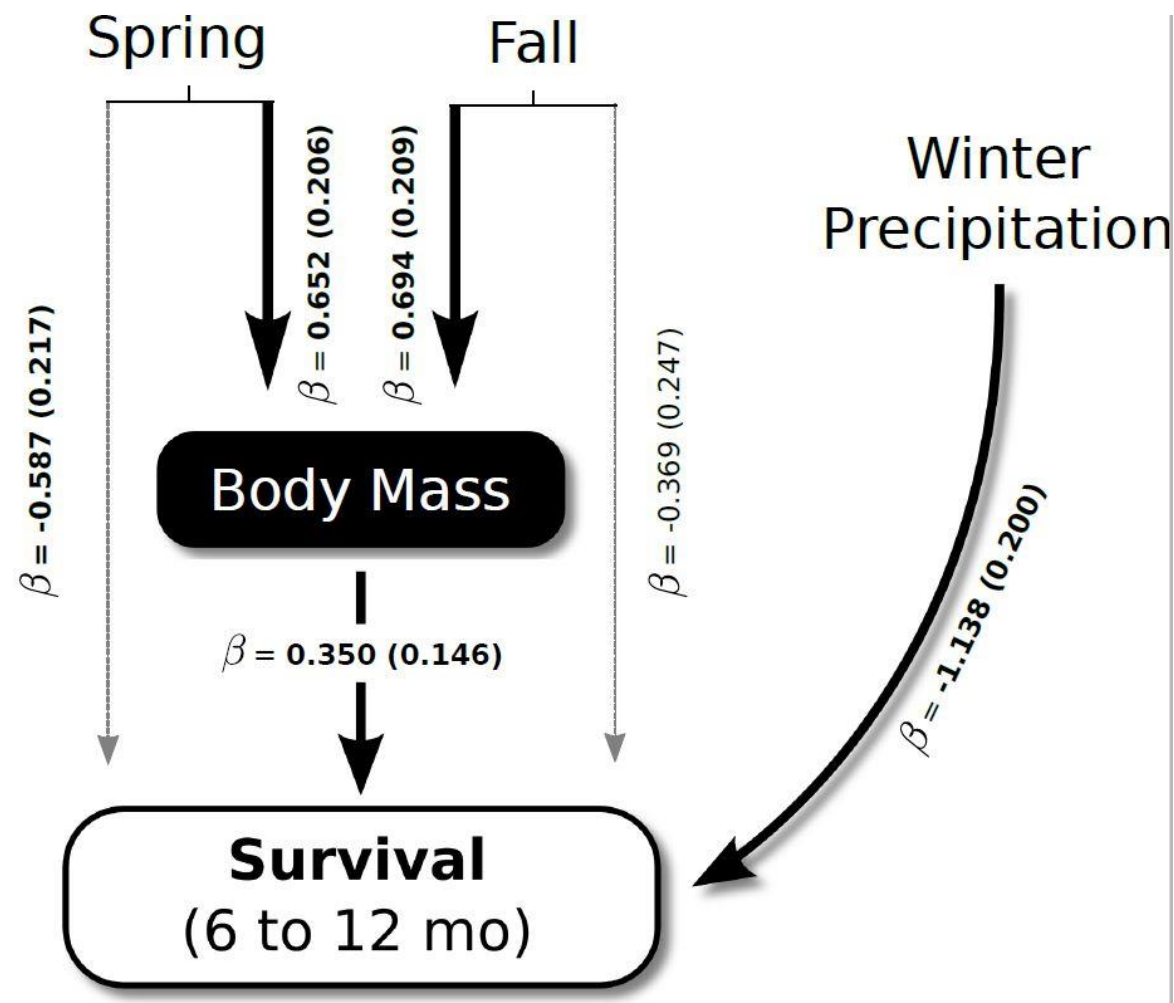 Spring
Fall
Winter
Precipitation
β = -0.587 (0.217)
β = 0.652 (0.206)
β = 0.694 (0.209)
β = -0.369 (0.247)
β = -1.138 (0.200)
Body Mass
β = 0.350 (0.146)
Survival
(6 to 12 mo)